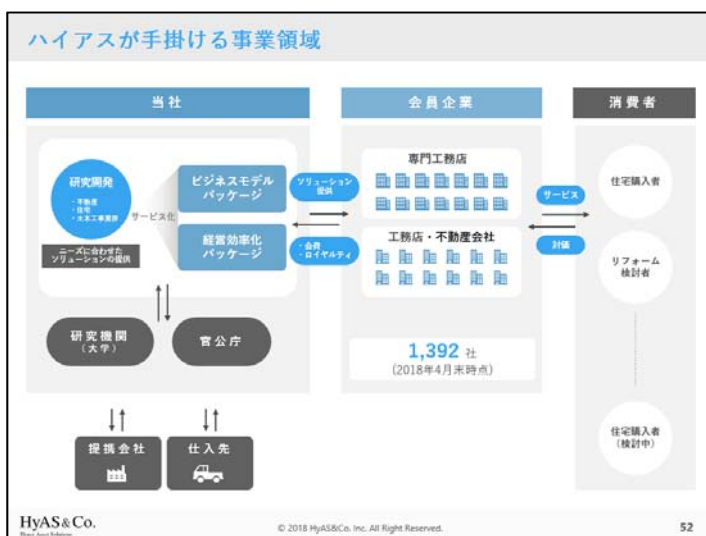 ハイアスが手掛ける事業領域
当社
会員企業
消費者
研究開発
・不動産
・住宅
・土木工事業界
サービス化
ニーズに合わせた
ソリューションの提供
ビジネスモデル
パッケージ
経営効率化
パッケージ
ソリューション
提供
・会費
・ロイヤルティ
専門工務店
工務店・不動産会社
1,392 社
(2018年4月末時点)
サービス
対価
住宅購入者
リフォーム
検討者
住宅購入者
(検討中)
研究機関
(大学)
官公庁
提携会社
仕入先
HyAS&Co.
Home Asset Solutions
© 2018 HyAS&Co. Inc. All Right Reserved.
52